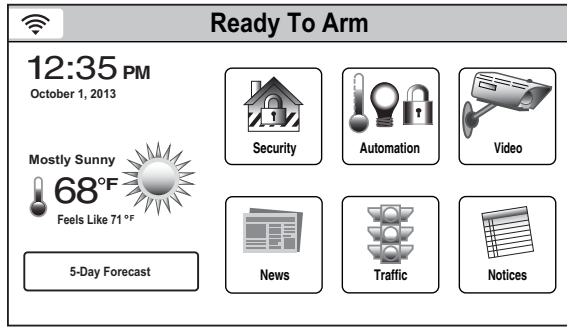 Ready To Arm
12:35 PM
October 1, 2013
Mostly Sunny
68°F
Feels Like 71 °F
5-Day Forecast
Security
Automation
Video
News
Traffic
Notices